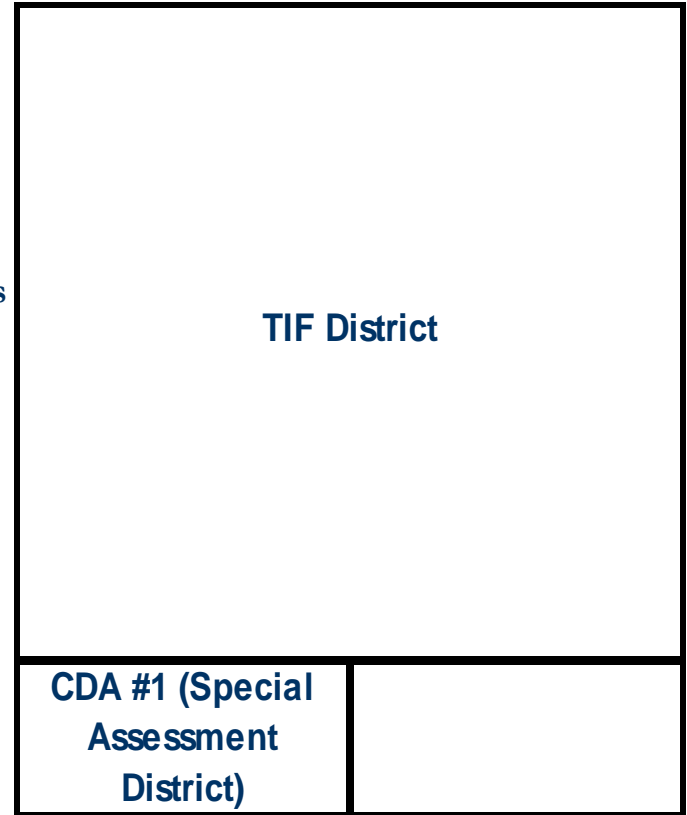 s
TIF District
CDA #1 (Special
Assessment
District)